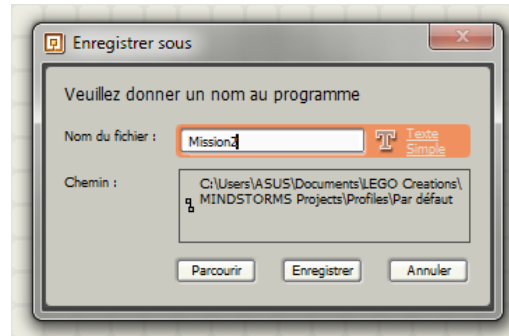 Enregistrer sous
Veuillez donner un nom au programme
Nom du fichier :
Mission2
Texte
Simple
Chemin :
C:\Users\ASUS\Documents\LEGO Creations\
MINDSTORMS Projects\Profiles\Par défaut
Parcourir
Enregistrer
Annuler